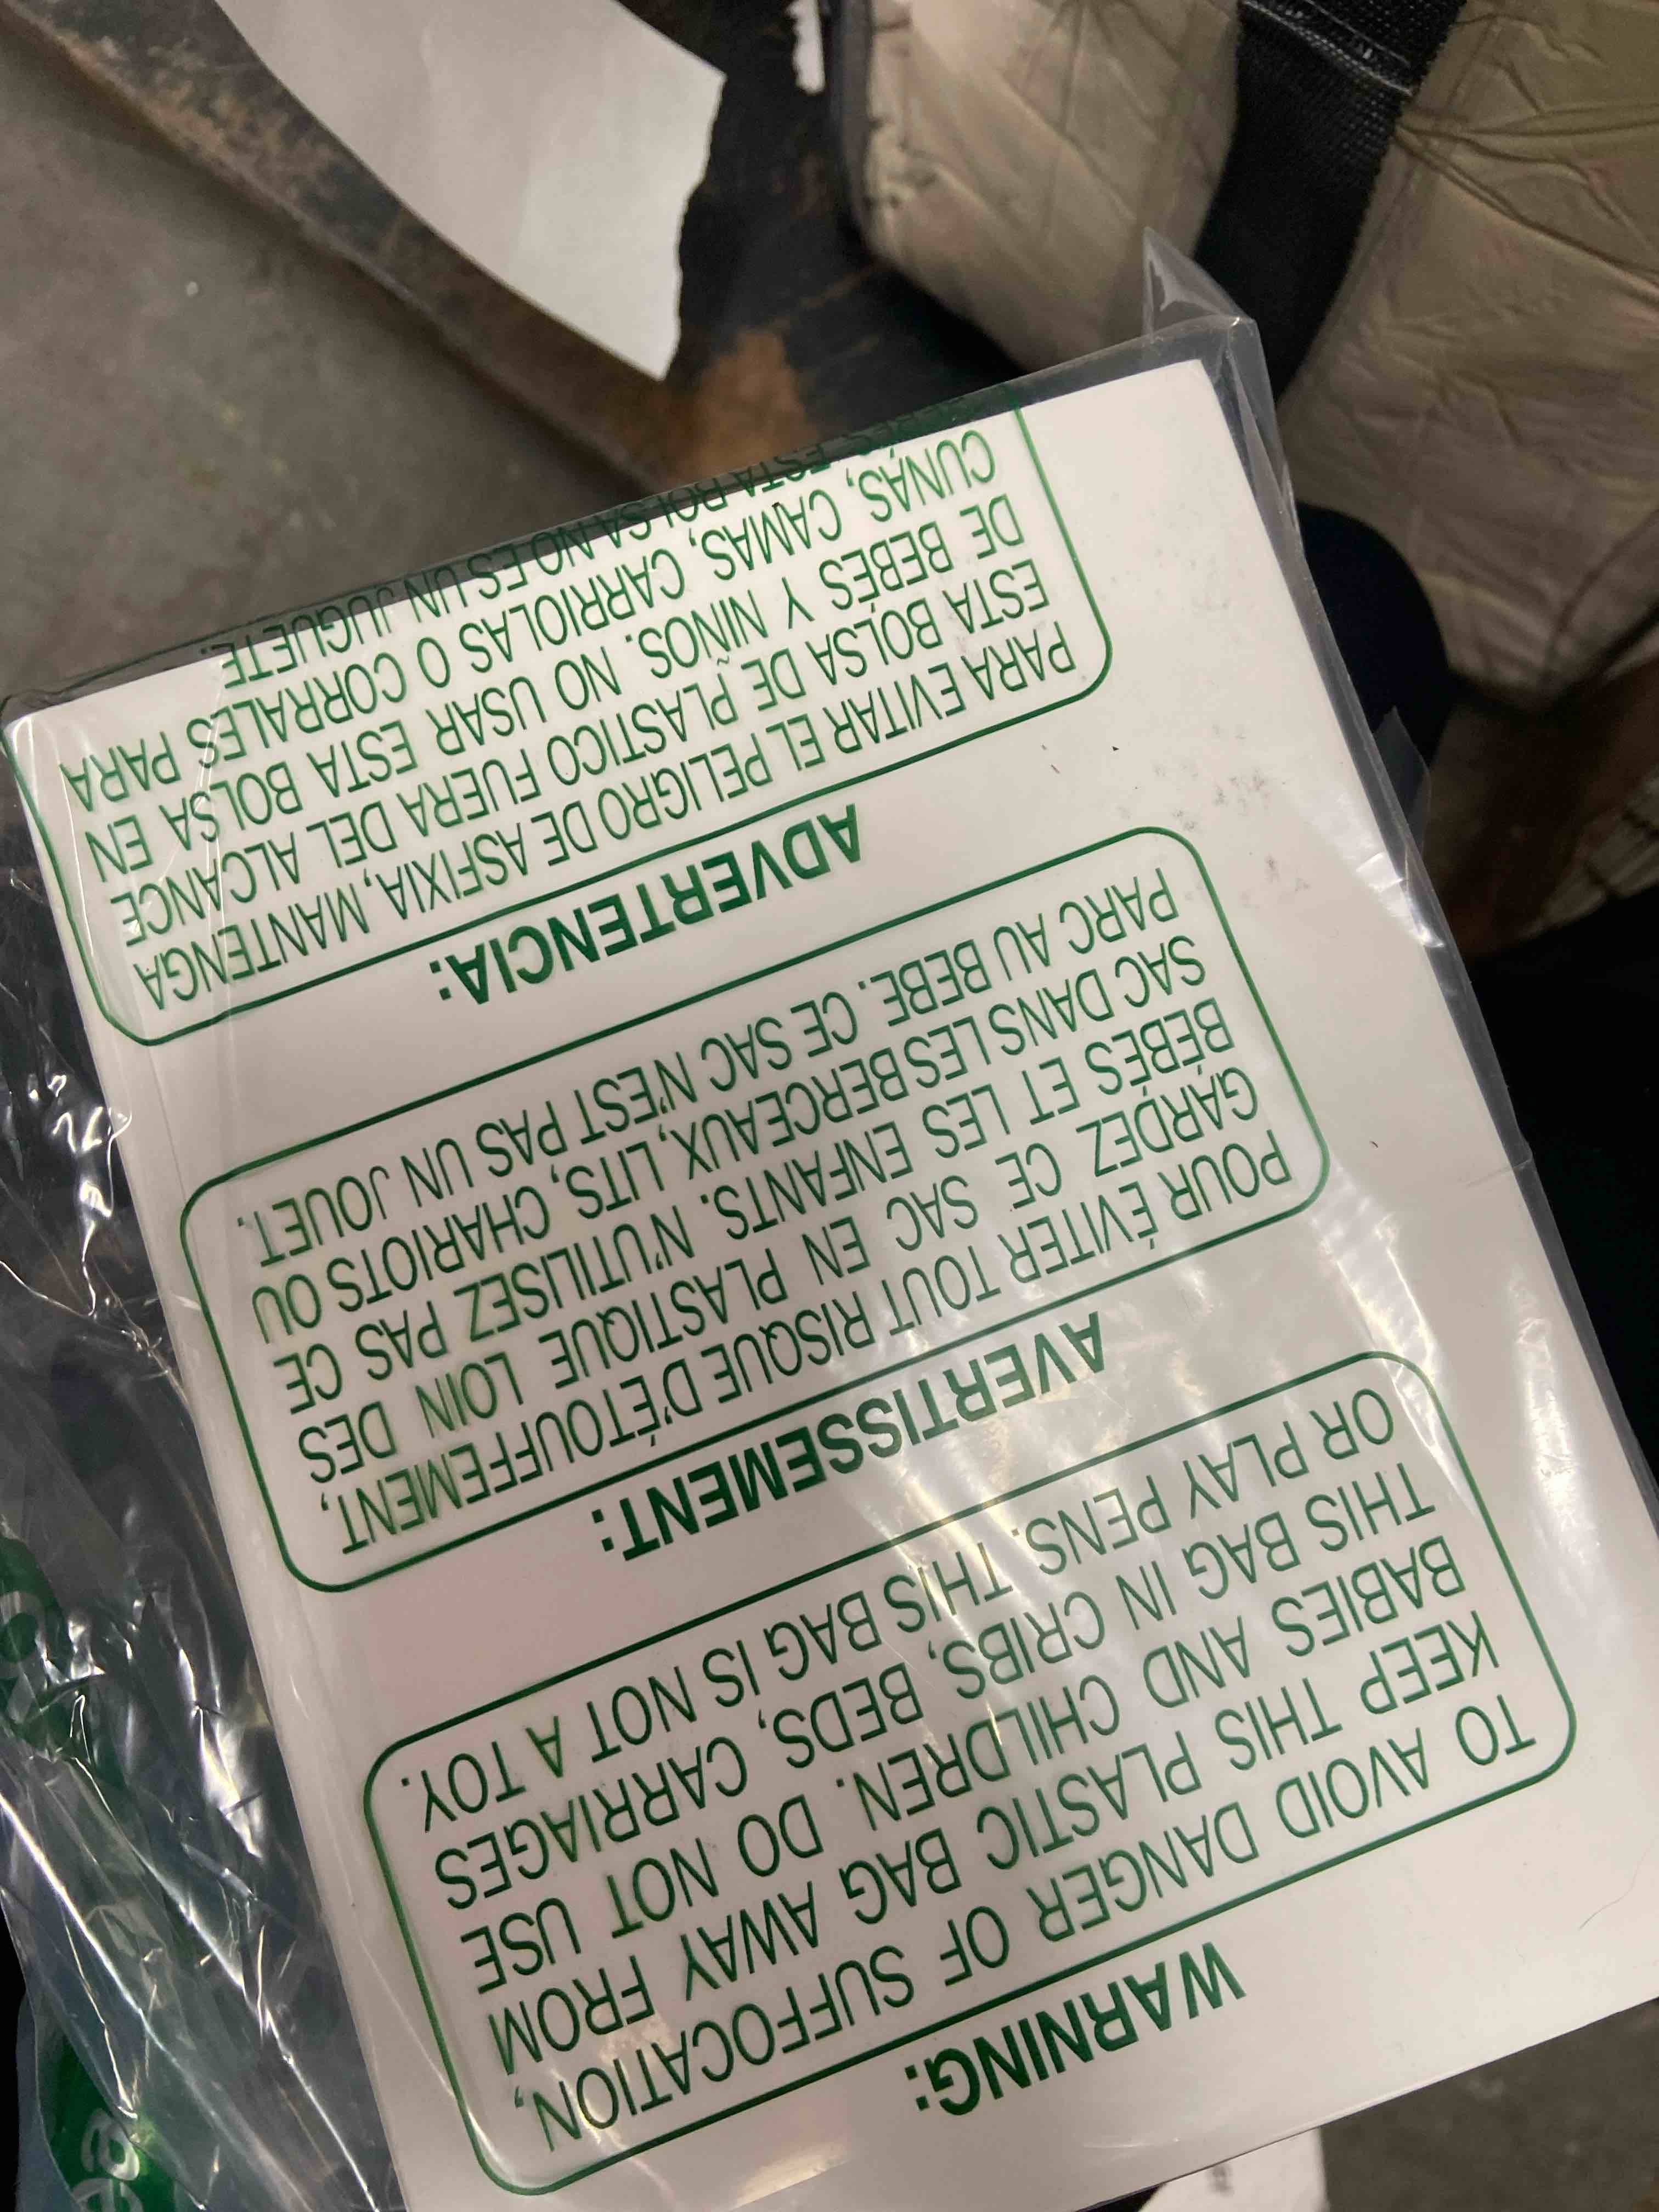 WARNING:
TO AVOID DANGER OF SUFFOCATION,
KEEP THIS PLASTIC BAG AWAY FROM
BABIES AND CHILDREN. DO NOT USE
THIS BAG IN CRIBS, BEDS, CARRIAGES
OR PLAY PENS. THIS BAG IS NOT A TOY.
AVERTISSEMENT:
POUR ÉVITER TOUT RISQUE D'ÉTOUFFEMENT,
GARDEZ CE SAC EN PLASTIQUE LOIN DES
BÉBÉS ET LES ENFANTS. N'UTILISEZ PAS CE
SAC DANS LES BERCEAUX, LITS, CHARIOTS OU
PARC AU BEBE. CE SAC N'EST PAS UN JOUET.
ADVERTENCIA:
PARA EVITAR EL PELIGRO DE ASFIXIA, MANTENGA
ESTA BOLSA DE PLASTICO FUERA DEL ALCANCE
DE BEBÉS Y NIÑOS. NO USAR ESTA BOLSA EN
CUNAS, CAMAS, CARRIOLAS O CORRALES PARA
ESTA BOLSA NO ES UN JUGUETE.